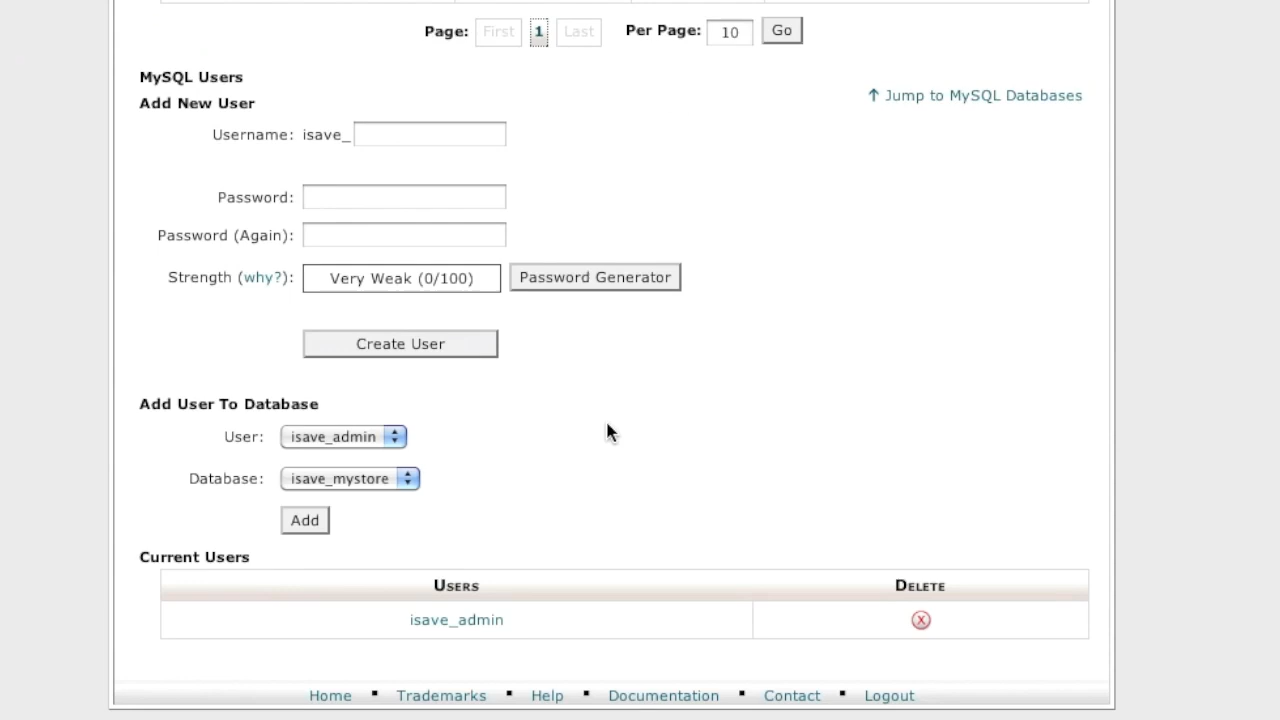 Page: First 1 Last Per Page: 10 Go
MySQL Users
Add New User
↑ Jump to MySQL Databases
Username: isave_
Password:
Password (Again):
Strength (why?): Very Weak (0/100) Password Generator
Create User
Add User To Database
User: isave_admin
Database: isave_mystore
Add
Current Users
Users Delete
isave_admin X
Home ▪ Trademarks ▪ Help ▪ Documentation ▪ Contact ▪ Logout